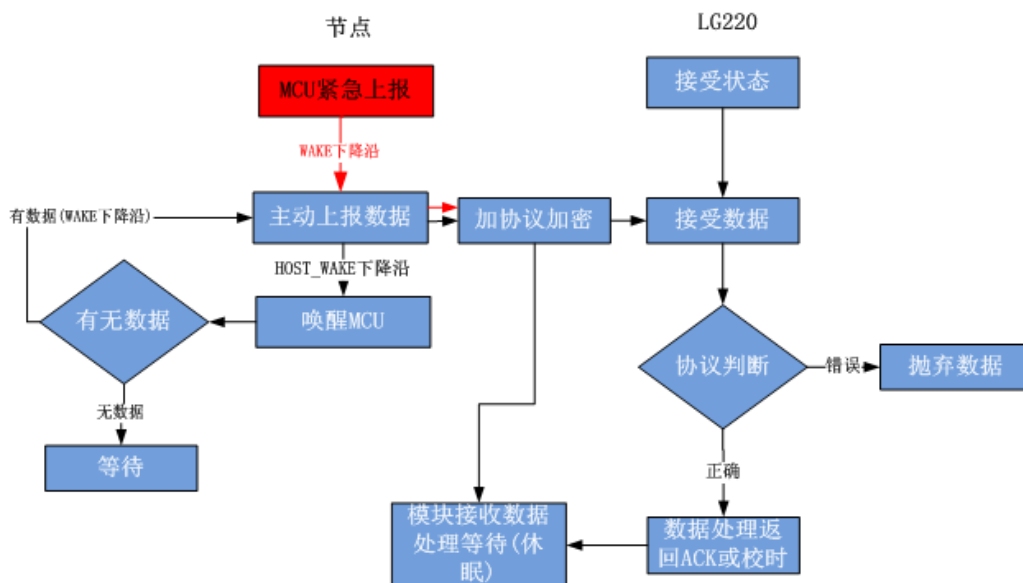 节点
LG220
MCU紧急上报
接受状态
WAKE下降沿
有数据(WAKE下降沿)
主动上报数据
加协议加密
接受数据
HOST_WAKE下降沿
有无数据
唤醒MCU
协议判断
错误
抛弃数据
无数据
等待
正确
模块接收数据
处理等待(休
眠)
数据处理返
回ACK或校时